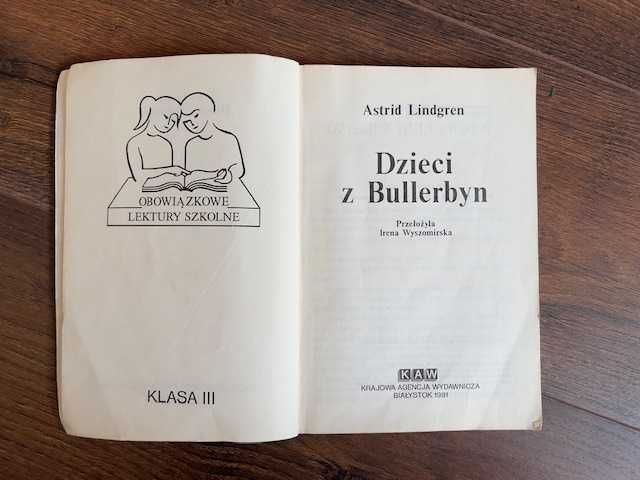 OBOWIĄZKOWE
LEKTURY SZKOLNE
KLASA III
Astrid Lindgren
Dzieci
z Bullerbyn
Przełożyła
Irena Wyszomirska
KAW
KRAJOWA AGENCJA WYDAWNICZA
BIAŁYSTOK 1991